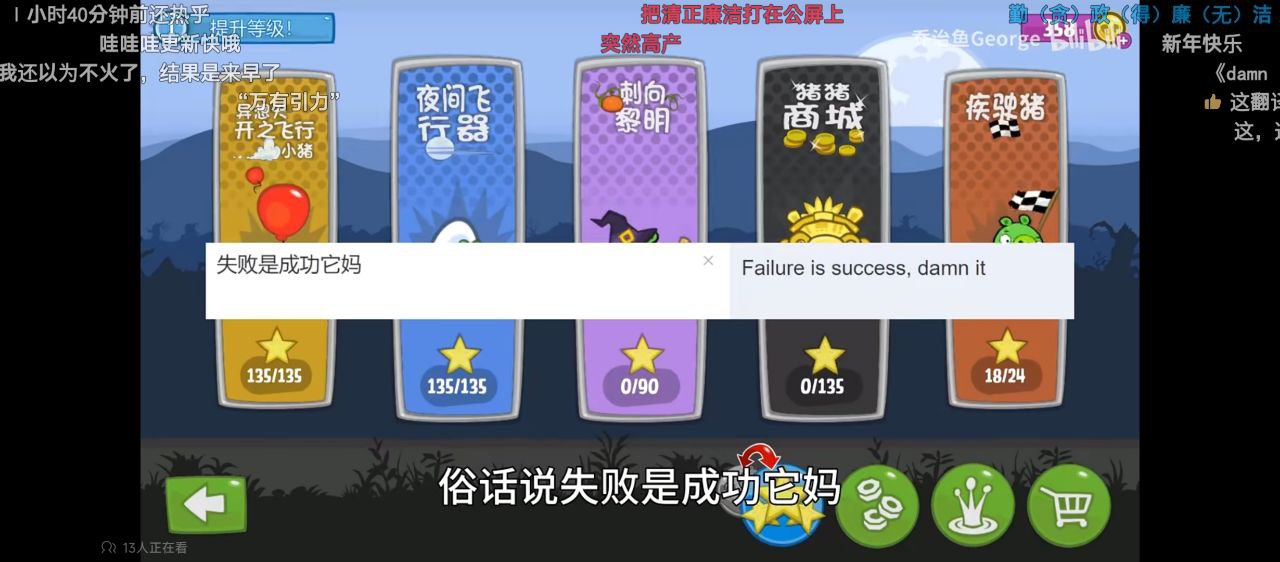 1小时40分钟前还热乎
把清正廉洁打在公屏上
勤（贪）政（得）廉（无）洁
提升等级!
358
乔治鱼George
bilibili
哇哇哇更新快哦
突然高产
新年快乐
我还以为不火了，结果是来早了
《damn
“万有引力”
这翻译
这，
异想天
开之飞行
小猪
夜间飞
行器
刺向
黎明
猪猪
商城
疾驶猪
失败是成功它妈
×
Failure is success, damn it
135/135
135/135
0/90
0/135
18/24
俗话说失败是成功它妈
13人正在看